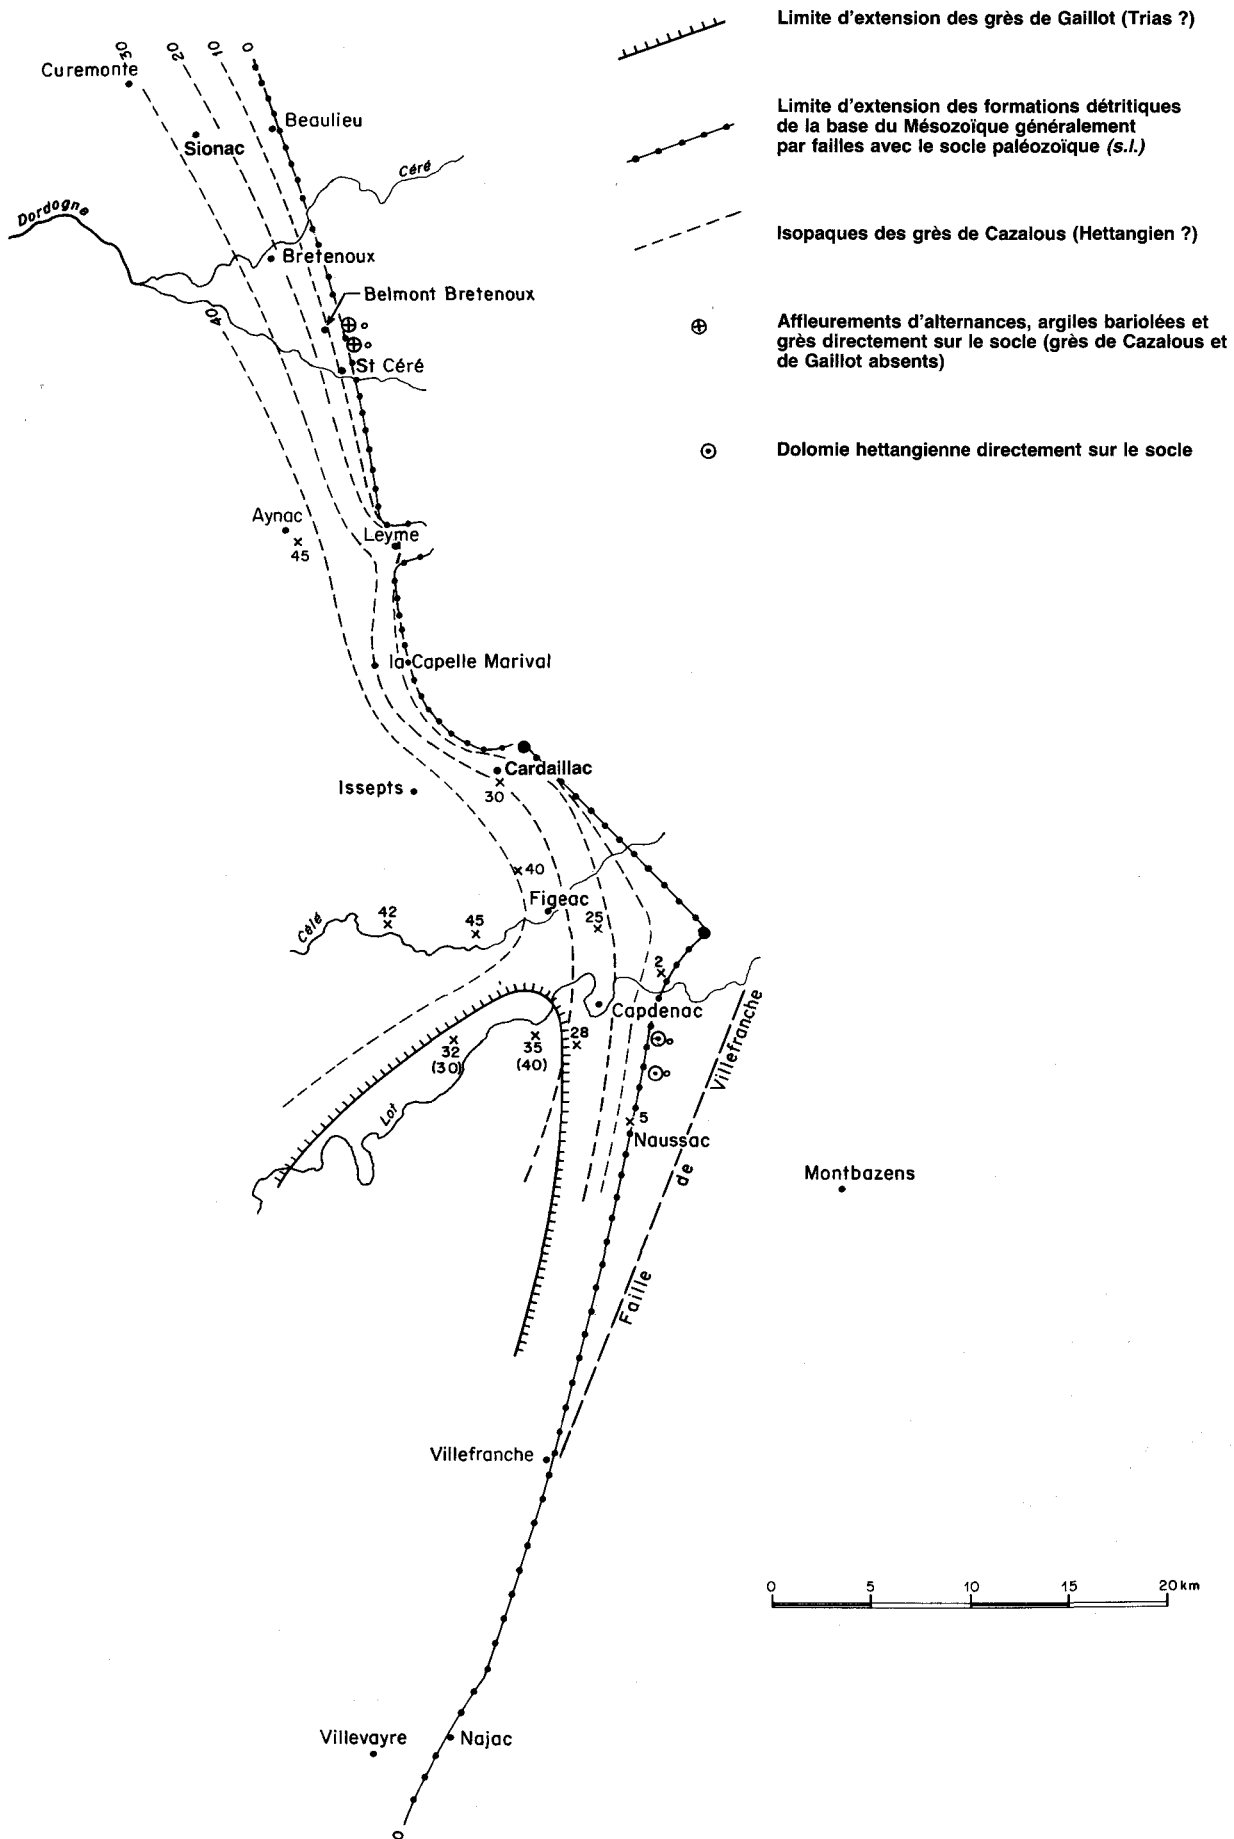 Limite d'extension des grès de Gaillot (Trias ?)
Limite d'extension des formations détritiques
de la base du Mésozoïque généralement
par failles avec le socle paléozoïque (s.l.)
Isopaques des grès de Cazalous (Hettangien ?)
Affleurements d'alternances, argiles bariolées et
grès directement sur le socle (grès de Cazalous et
de Gaillot absents)
Dolomie hettangienne directement sur le socle
30
20
10
0
Curemonte
Beaulieu
Sionac
Céré
Dordogne
Bretenoux
Belmont Bretenoux
40
St Céré
Aynac
45
Leyme
la Capelle Marival
Cardaillac
30
Issepts
40
Figeac
42
45
25
Célé
2
Capdenac
28
32
(30)
35
(40)
Lot
5
Naussac
Faille de Villefranche
Montbazens
Villefranche
0 5 10 15 20 km
Villevayre
Najac
0